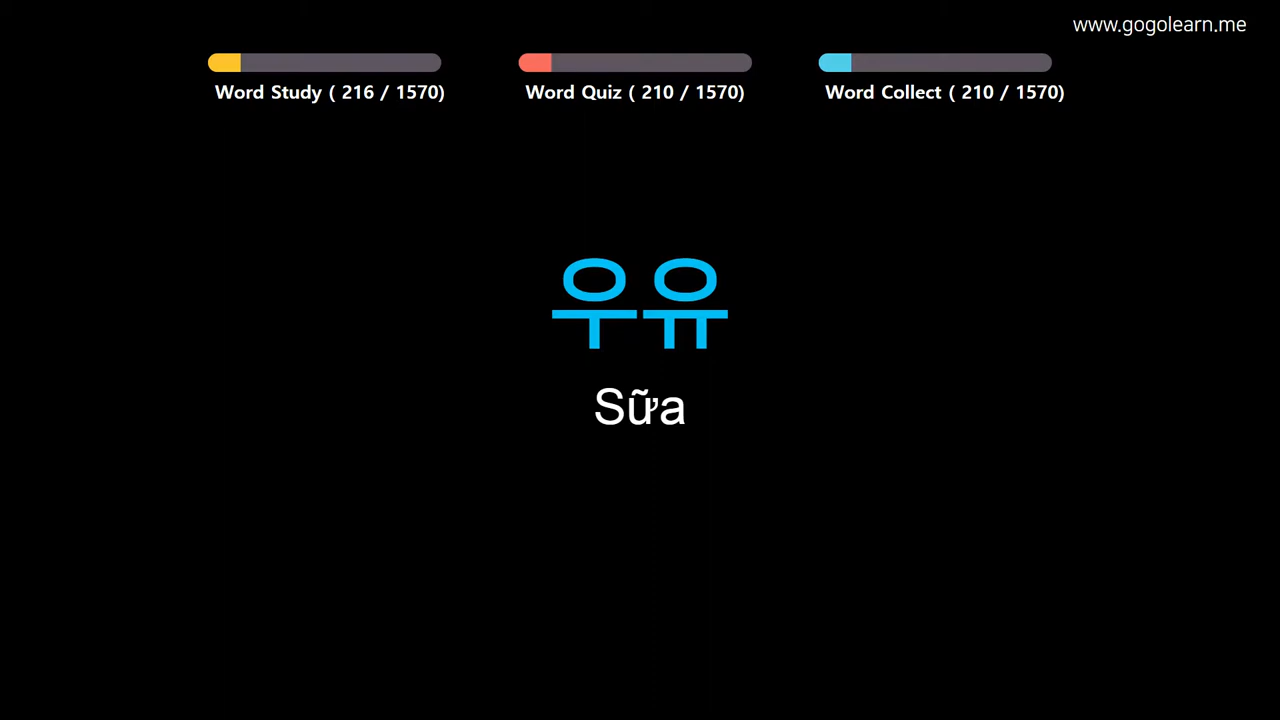 www.gogolearn.me
Word Study ( 216 / 1570)
Word Quiz ( 210 / 1570)
Word Collect ( 210 / 1570)
우유
Sữa